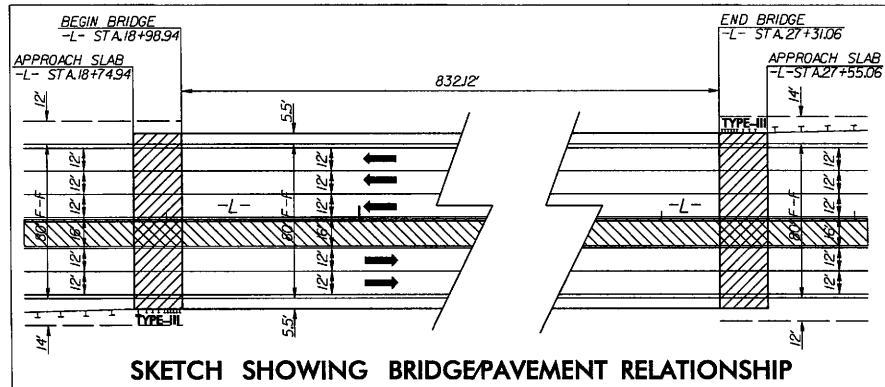 BEGIN BRIDGE
-L- STA.18+98.94
APPROACH SLAB
-L- STA.18+74.94
END BRIDGE
-L- STA.27+31.06
APPROACH SLAB
-L- STA.27+55.06
832.12'
12'
5.5'
14'
TYPE-III
80' F-F
12'
12'
12'
16'
12'
12'
-L-
80' F-F
12'
12'
12'
16'
12'
12'
-L-
80' F-F
12'
12'
12'
16'
12'
12'
14'
TYPE-III
5.5'
12'
SKETCH SHOWING BRIDGE/PAVEMENT RELATIONSHIP